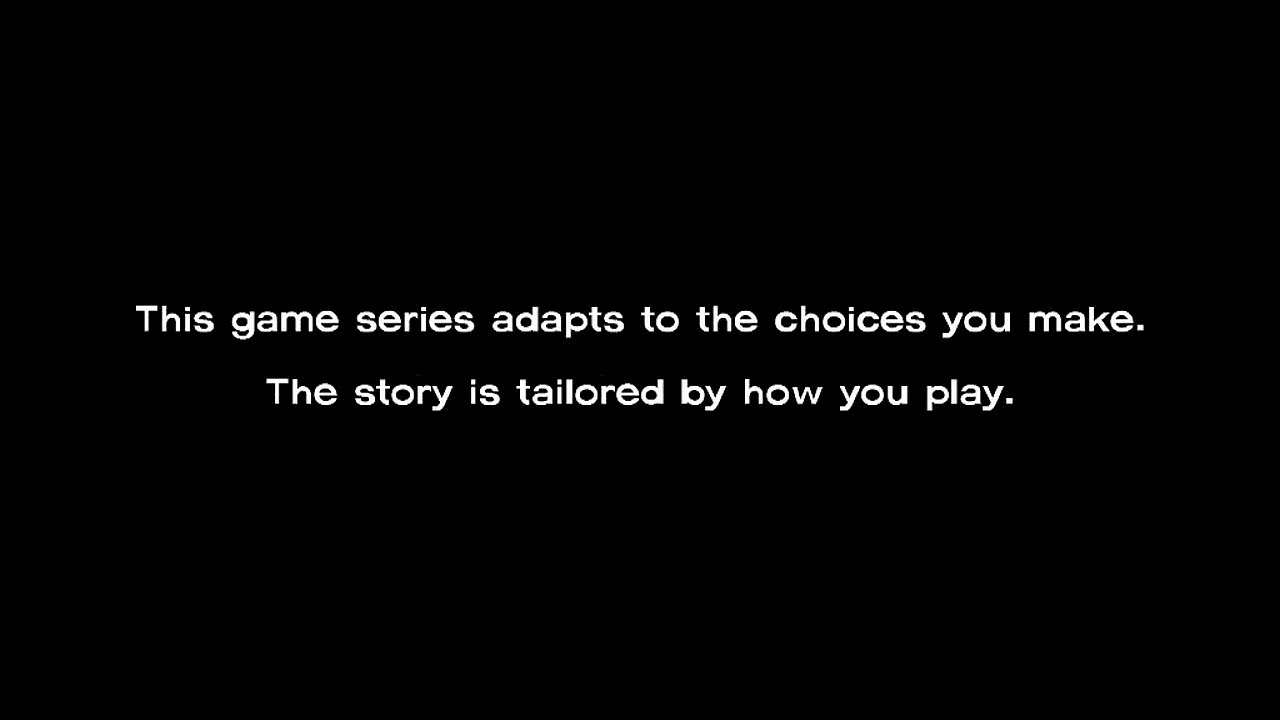 This game series adapts to the choices you make.
The story is tailored by how you play.